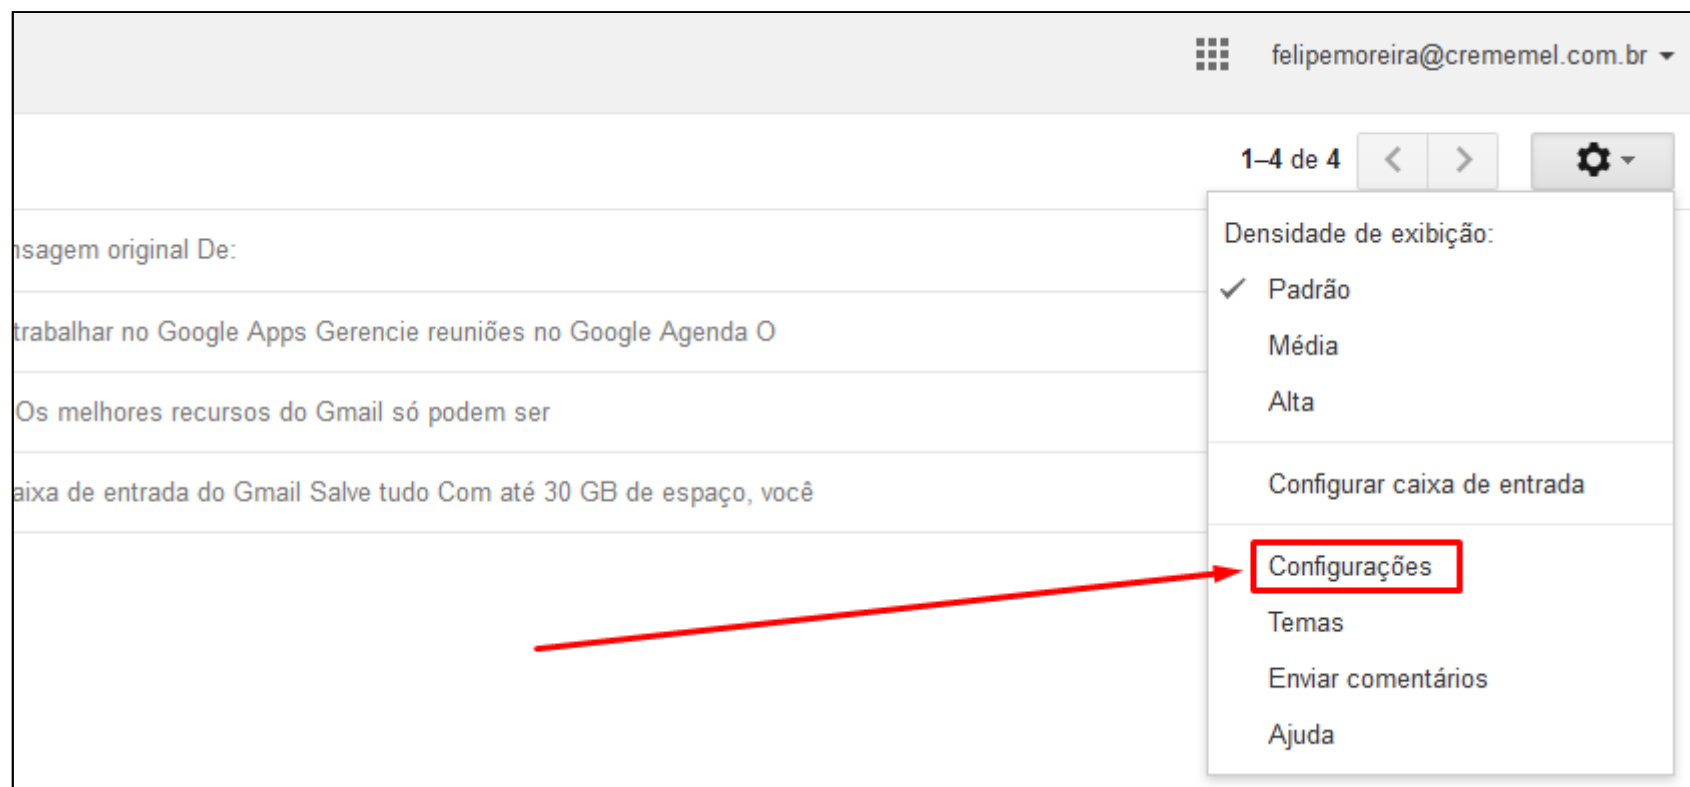 felipemoreira@crememel.com.br
1–4 de 4
Densidade de exibição:
nsagem original De:
Padrão
trabalhar no Google Apps Gerencie reuniões no Google Agenda O
Média
Os melhores recursos do Gmail só podem ser
Alta
aixa de entrada do Gmail Salve tudo Com até 30 GB de espaço, você
Configurar caixa de entrada
Configurações
Temas
Enviar comentários
Ajuda